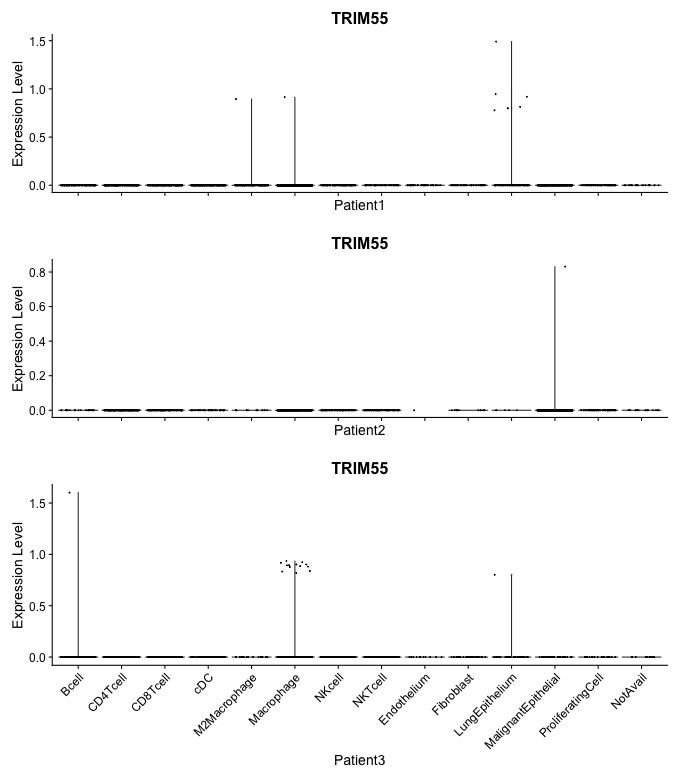 TRIM55
Expression Level
1.5
1.0
0.5
0.0
Patient1
TRIM55
Expression Level
0.8
0.6
0.4
0.2
0.0
Patient2
TRIM55
Expression Level
1.5
1.0
0.5
0.0
Bcell
CD4Tcell
CD8Tcell
cDC
M2Macrophage
Macrophage
NKcell
NKTcell
Endothelium
Fibroblast
LungEpithelium
MalignantEpithelial
ProliferatingCell
NotAvail
Patient3